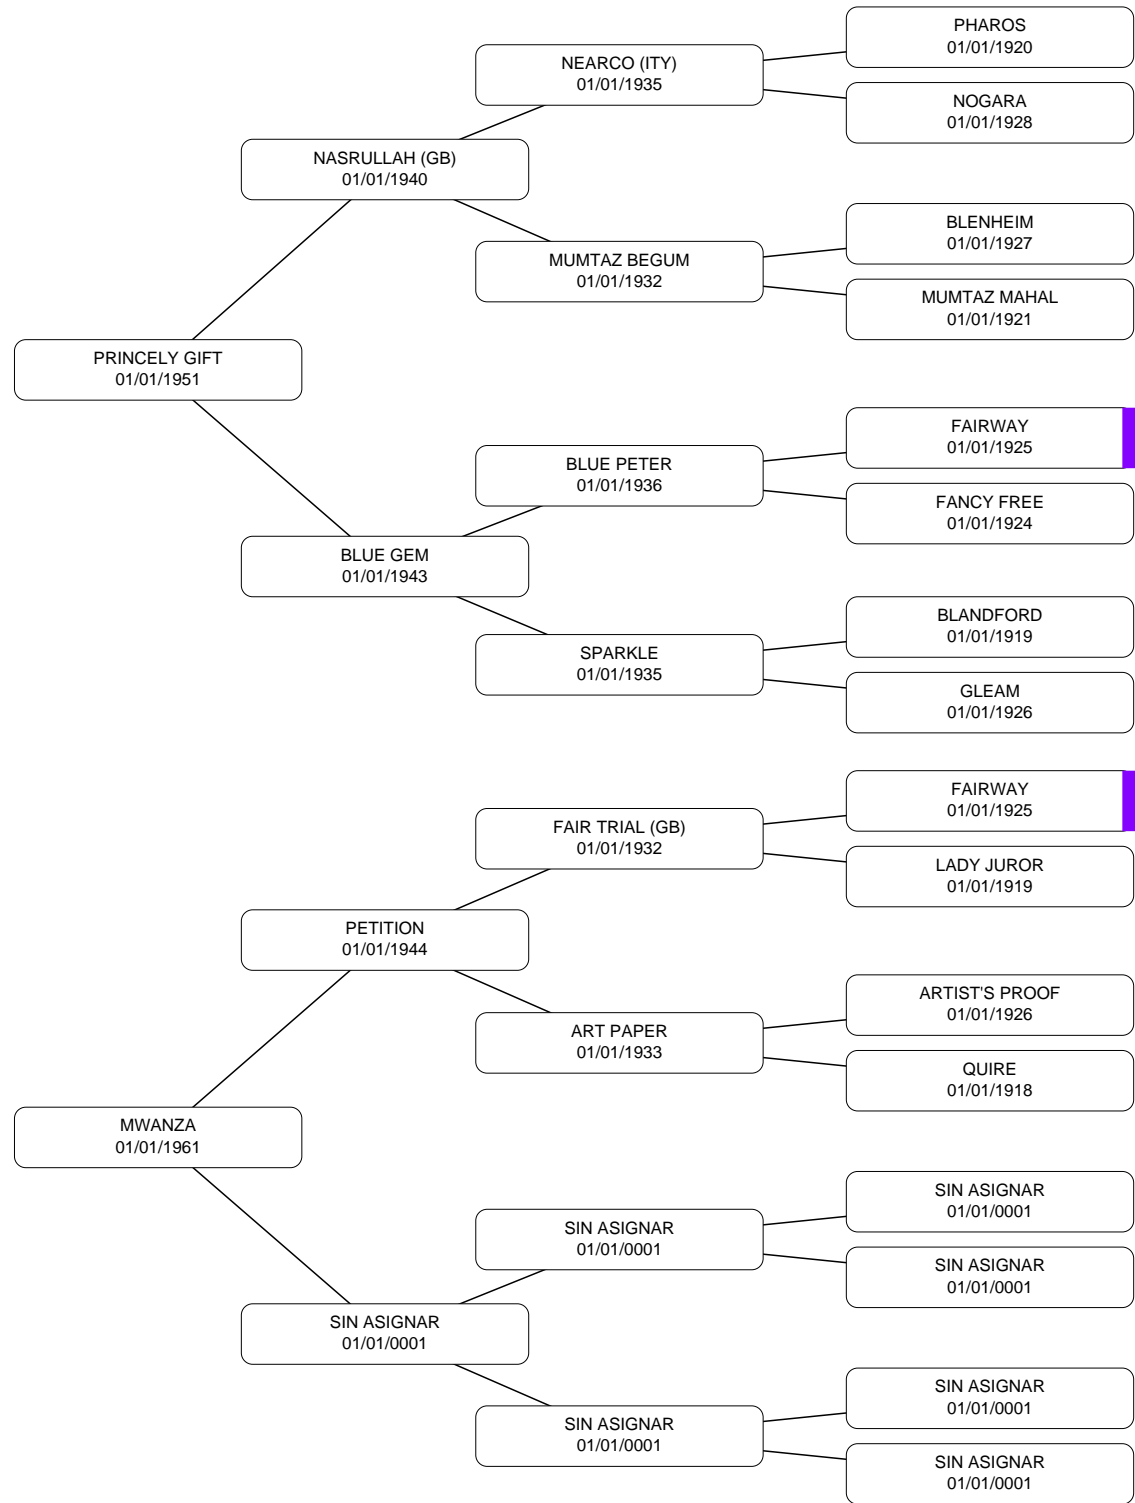 PHAROS
01/01/1920
NEARCO (ITY)
01/01/1935
NOGARA
01/01/1928
NASRULLAH (GB)
01/01/1940
BLENHEIM
01/01/1927
MUMTAZ BEGUM
01/01/1932
MUMTAZ MAHAL
01/01/1921
PRINCELY GIFT
01/01/1951
FAIRWAY
01/01/1925
BLUE PETER
01/01/1936
FANCY FREE
01/01/1924
BLUE GEM
01/01/1943
BLANDFORD
01/01/1919
SPARKLE
01/01/1935
GLEAM
01/01/1926
FAIRWAY
01/01/1925
FAIR TRIAL (GB)
01/01/1932
LADY JUROR
01/01/1919
PETITION
01/01/1944
ARTIST'S PROOF
01/01/1926
ART PAPER
01/01/1933
QUIRE
01/01/1918
MWANZA
01/01/1961
SIN ASIGNAR
01/01/0001
SIN ASIGNAR
01/01/0001
SIN ASIGNAR
01/01/0001
SIN ASIGNAR
01/01/0001
SIN ASIGNAR
01/01/0001
SIN ASIGNAR
01/01/0001
SIN ASIGNAR
01/01/0001